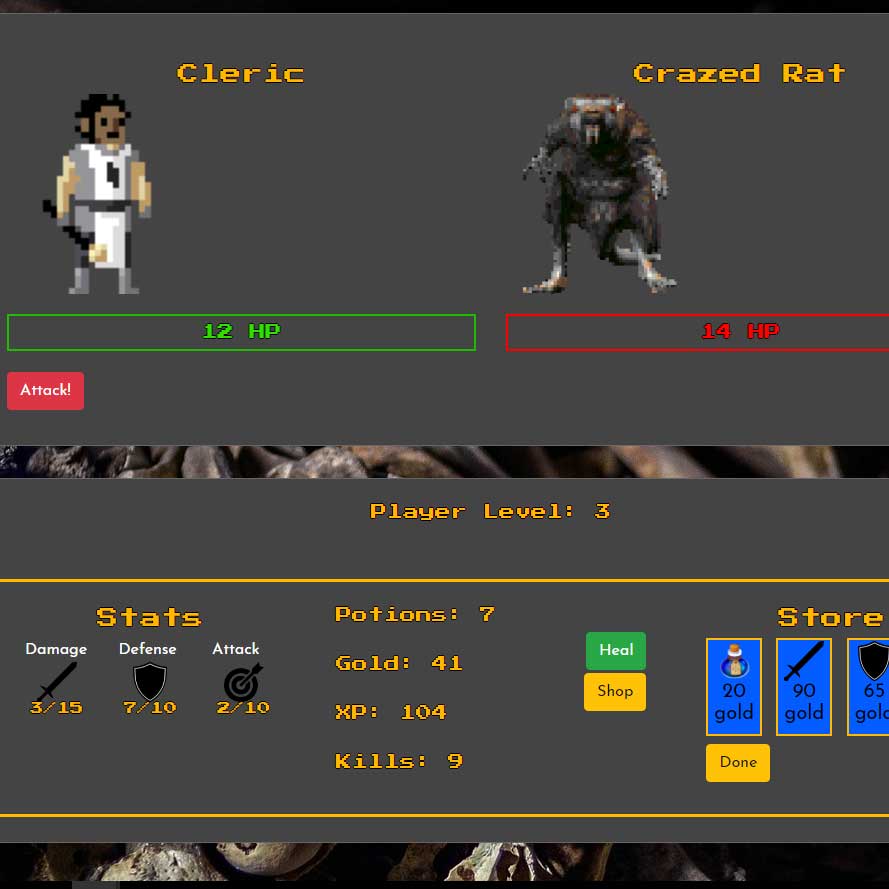 Cleric
Crazed Rat
12 HP
14 HP
Attack!
Player Level: 3
Stats
Damage
Defense
Attack
3/15
7/10
2/10
Potions: 7
Gold: 41
XP: 104
Kills: 9
Heal
Shop
Store
20
gold
90
gold
65
gold
Done